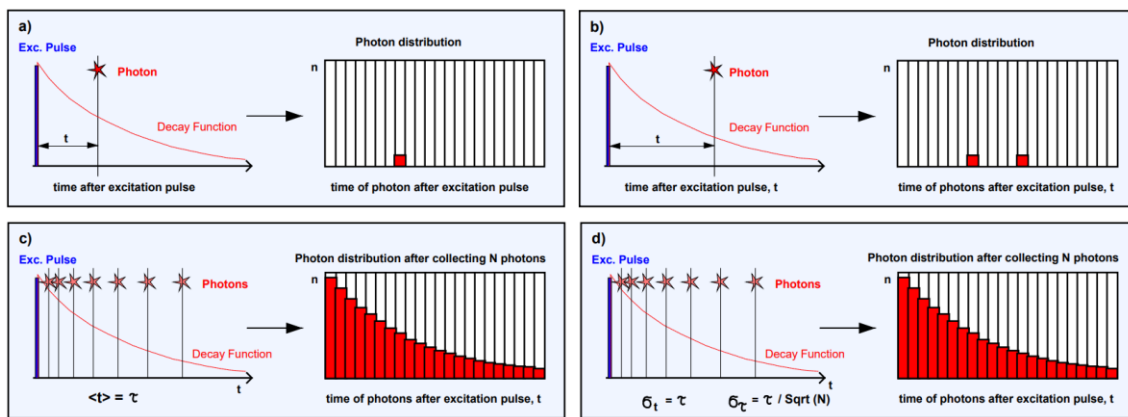 a)
Exc. Pulse
Photon
Decay Function
t
time after excitation pulse
Photon distribution
n
time of photon after excitation pulse
b)
Exc. Pulse
Photon
Decay Function
t
time after excitation pulse
Photon distribution
n
time of photons after excitation pulse, t
c)
Exc. Pulse
Photons
Decay Function
t
<t> = τ
Photon distribution after collecting N photons
n
time of photons after excitation pulse, t
d)
Exc. Pulse
Photons
Decay Function
t
σt = τ στ = τ / Sqrt (N)
Photon distribution after collecting N photons
n
time of photons after excitation pulse, t